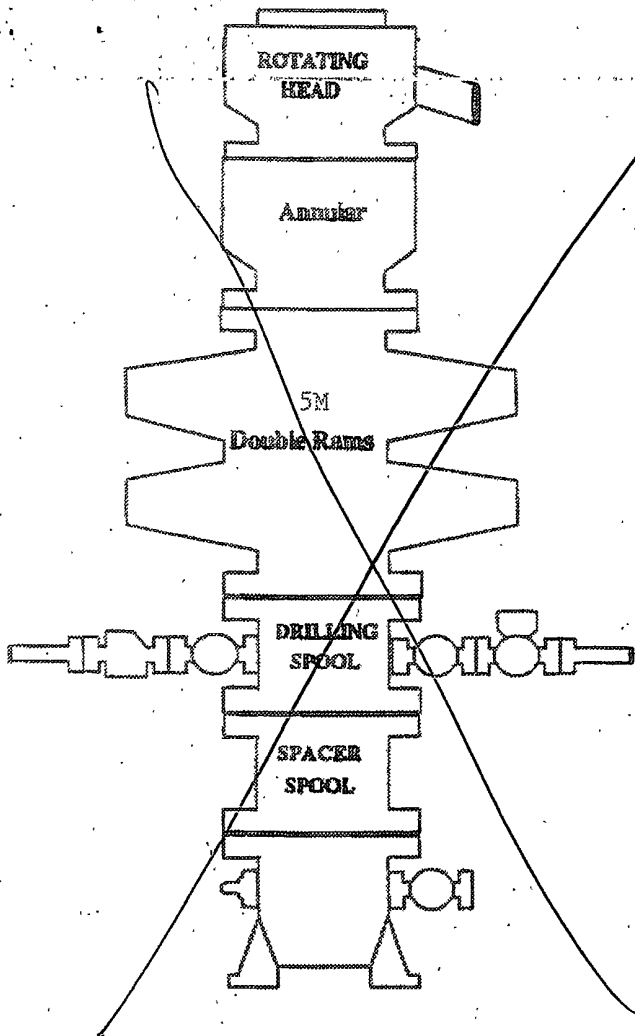 ROTATING
HEAD
Annular
5M
Double Rams
DRILLING
SPOOL
SPACER
SPOOL